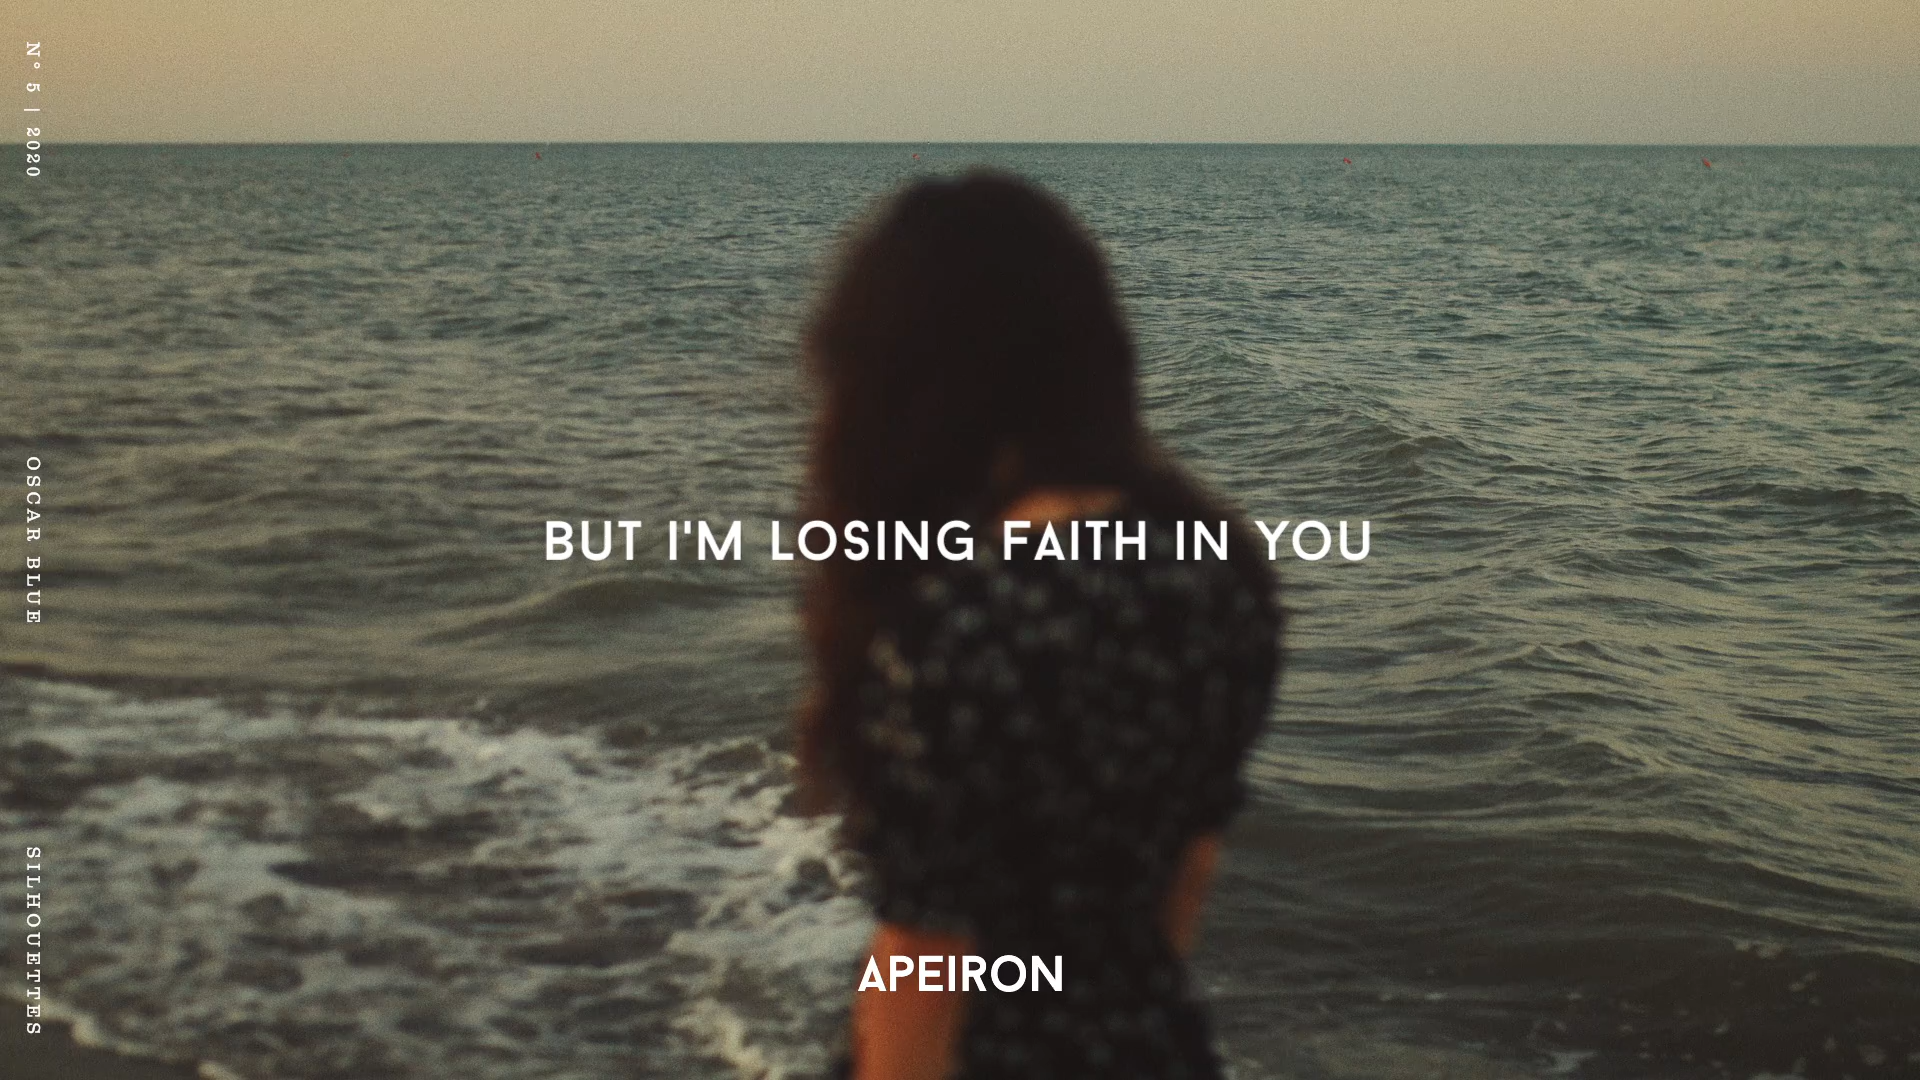 N° 5 | 2020
OSCAR BLUE
SILHOUETTES
BUT I'M LOSING FAITH IN YOU
APEIRON